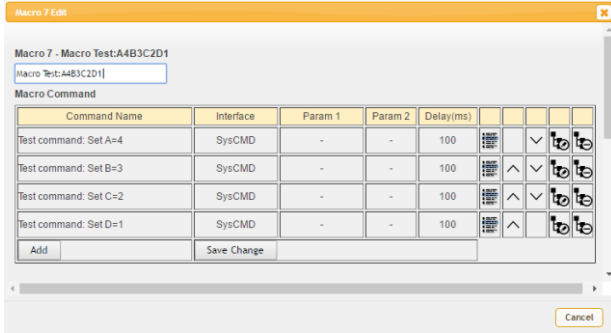 Macro 7 Edit
Macro 7 - Macro Test:A4B3C2D1
Macro Test:A4B3C2D1
Macro Command
Command Name Interface Param 1 Param 2 Delay(ms)
Test command: Set A=4 SysCMD - - 100
Test command: Set B=3 SysCMD - - 100
Test command: Set C=2 SysCMD - - 100
Test command: Set D=1 SysCMD - - 100
Add Save Change
Cancel